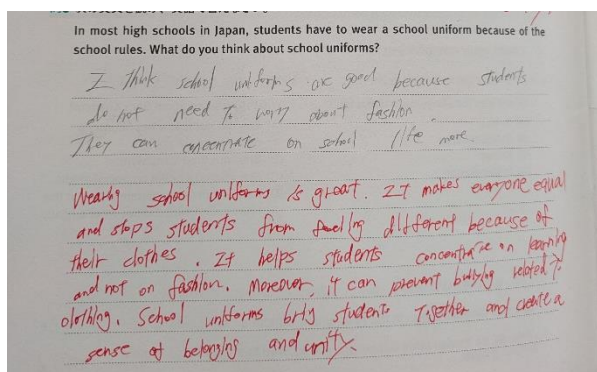 In most high schools in Japan, students have to wear a school uniform because of the
school rules. What do you think about school uniforms?
I think school uniforms are good because students
do not need to worry about fashion.
They can concentrate on school life more.
Wearing school uniforms is great. It makes everyone equal
and stops students from feeling different because of
their clothes. It helps students concentrate on learning
and not on fashion. Moreover, it can prevent bullying related to
clothing. School uniforms bring students together and create a
sense of belonging and unity.